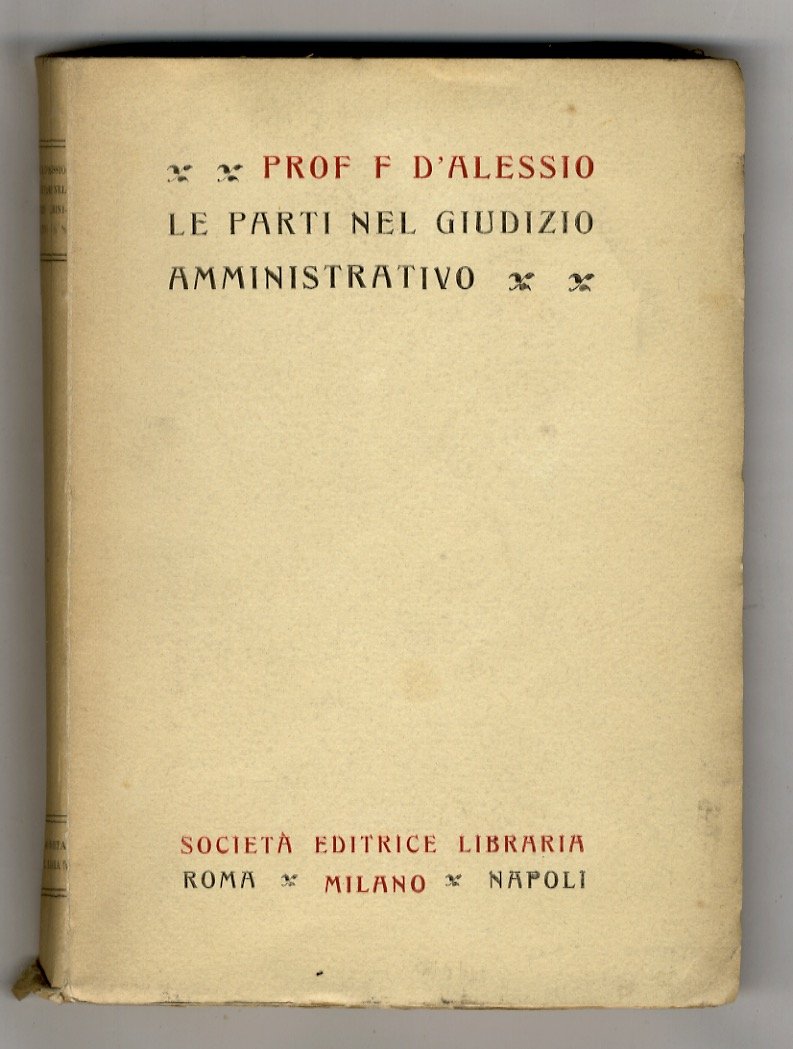 PROF F D'ALESSIO
LE PARTI NEL GIUDIZIO
AMMINISTRATIVO
SOCIETÀ EDITRICE LIBRARIA
ROMA MILANO NAPOLI